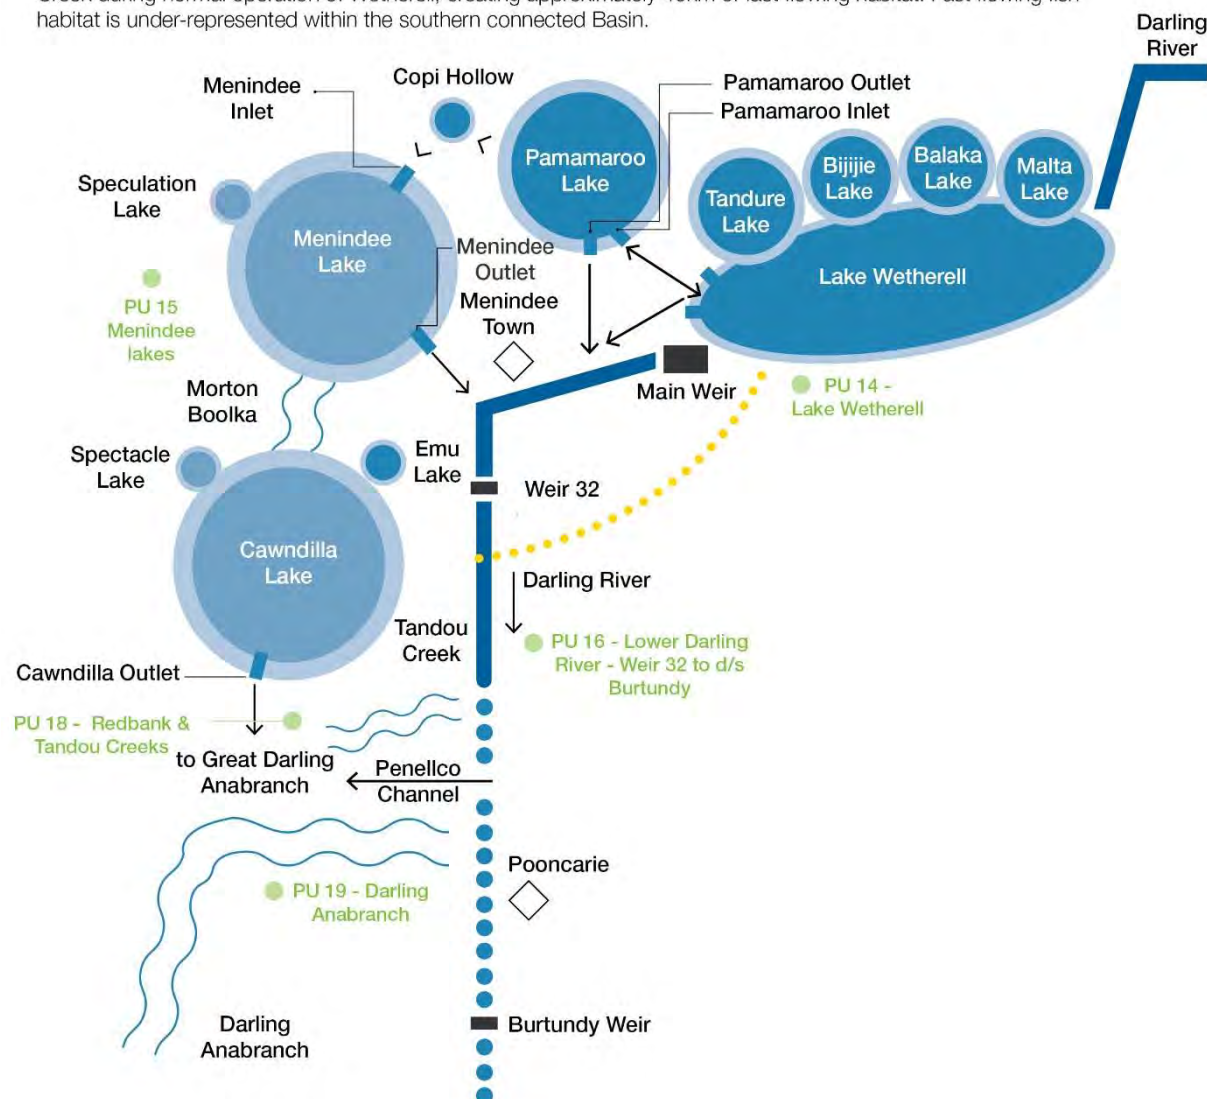 habitat is under-represented within the southern connected Basin.
Darling
River
Menindee
Inlet
Copi Hollow
Pamamaroo Outlet
Pamamaroo Inlet
Pamamaroo
Lake
Tandure
Lake
Bijijie
Lake
Balaka
Lake
Malta
Lake
Speculation
Lake
Menindee
Lake
Menindee
Outlet
Lake Wetherell
Menindee
Town
PU 15
Menindee
lakes
Main Weir
PU 14 -
Lake Wetherell
Morton
Boolka
Spectacle
Lake
Emu
Lake
Weir 32
Cawndilla
Lake
Darling River
Tandou
Creek
PU 16 - Lower Darling
River - Weir 32 to d/s
Burtundy
Cawndilla Outlet
PU 18 - Redbank &
Tandou Creeks
to Great Darling
Anabranch
Penellco
Channel
Pooncarie
PU 19 - Darling
Anabranch
Darling
Anabranch
Burtundy Weir